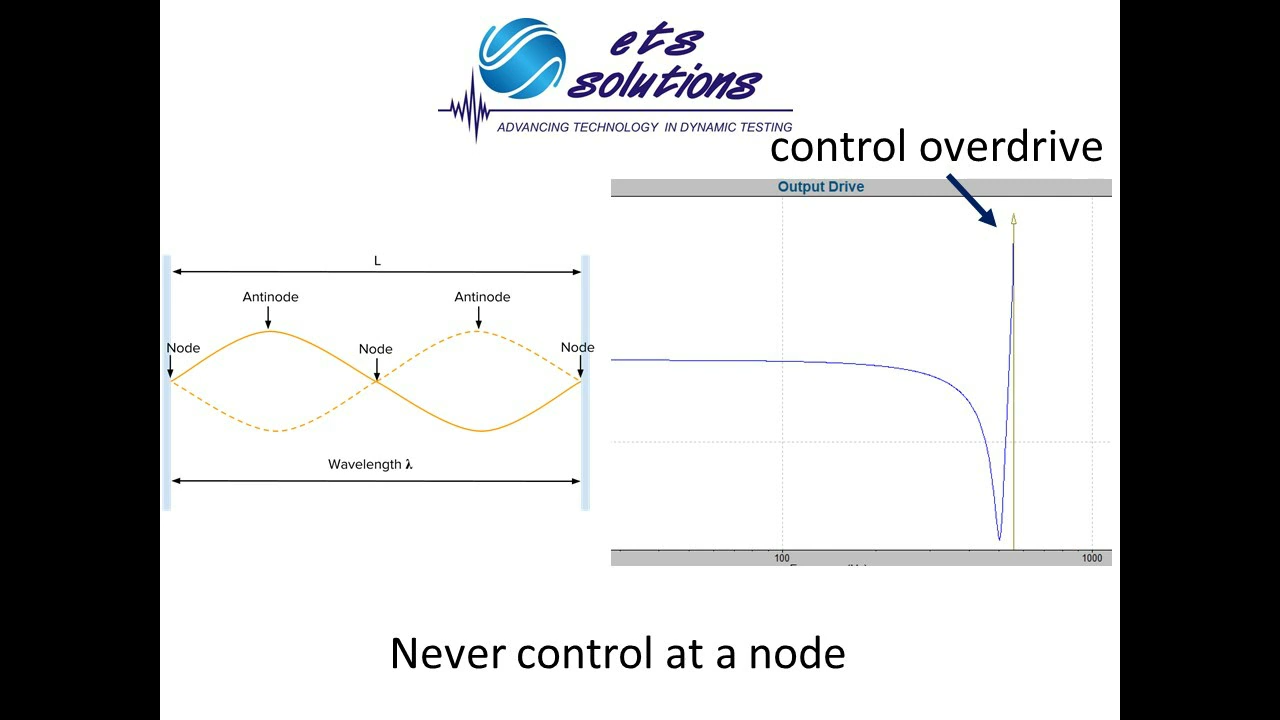 ets
solutions
ADVANCING TECHNOLOGY IN DYNAMIC TESTING
control overdrive
Output Drive
L
Antinode
Antinode
Node
Node
Node
Wavelength λ
100
1000
Never control at a node